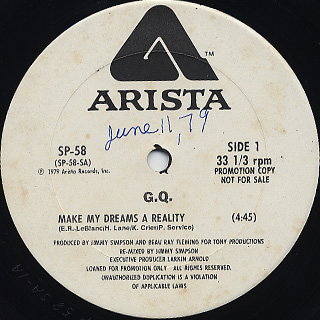 TM
ARISTA
June 11, 79
SP-58
(SP-58-SA)
℗ 1979 Arista Records, Inc.
SIDE 1
33 1/3 rpm
PROMOTION COPY
NOT FOR SALE
G.Q.
MAKE MY DREAMS A REALITY (4:45)
(E.R. LeBlanc/H. Lane/K. Crier/P. Service)
PRODUCED BY JIMMY SIMPSON AND BEAU RAY FLEMING FOR TONY PRODUCTIONS
RE-MIXED BY JIMMY SIMPSON
EXECUTIVE PRODUCER LARKIN ARNOLD
LOANED FOR PROMOTION ONLY - ALL RIGHTS RESERVED.
UNAUTHORIZED DUPLICATION IS A VIOLATION
OF APPLICABLE LAWS